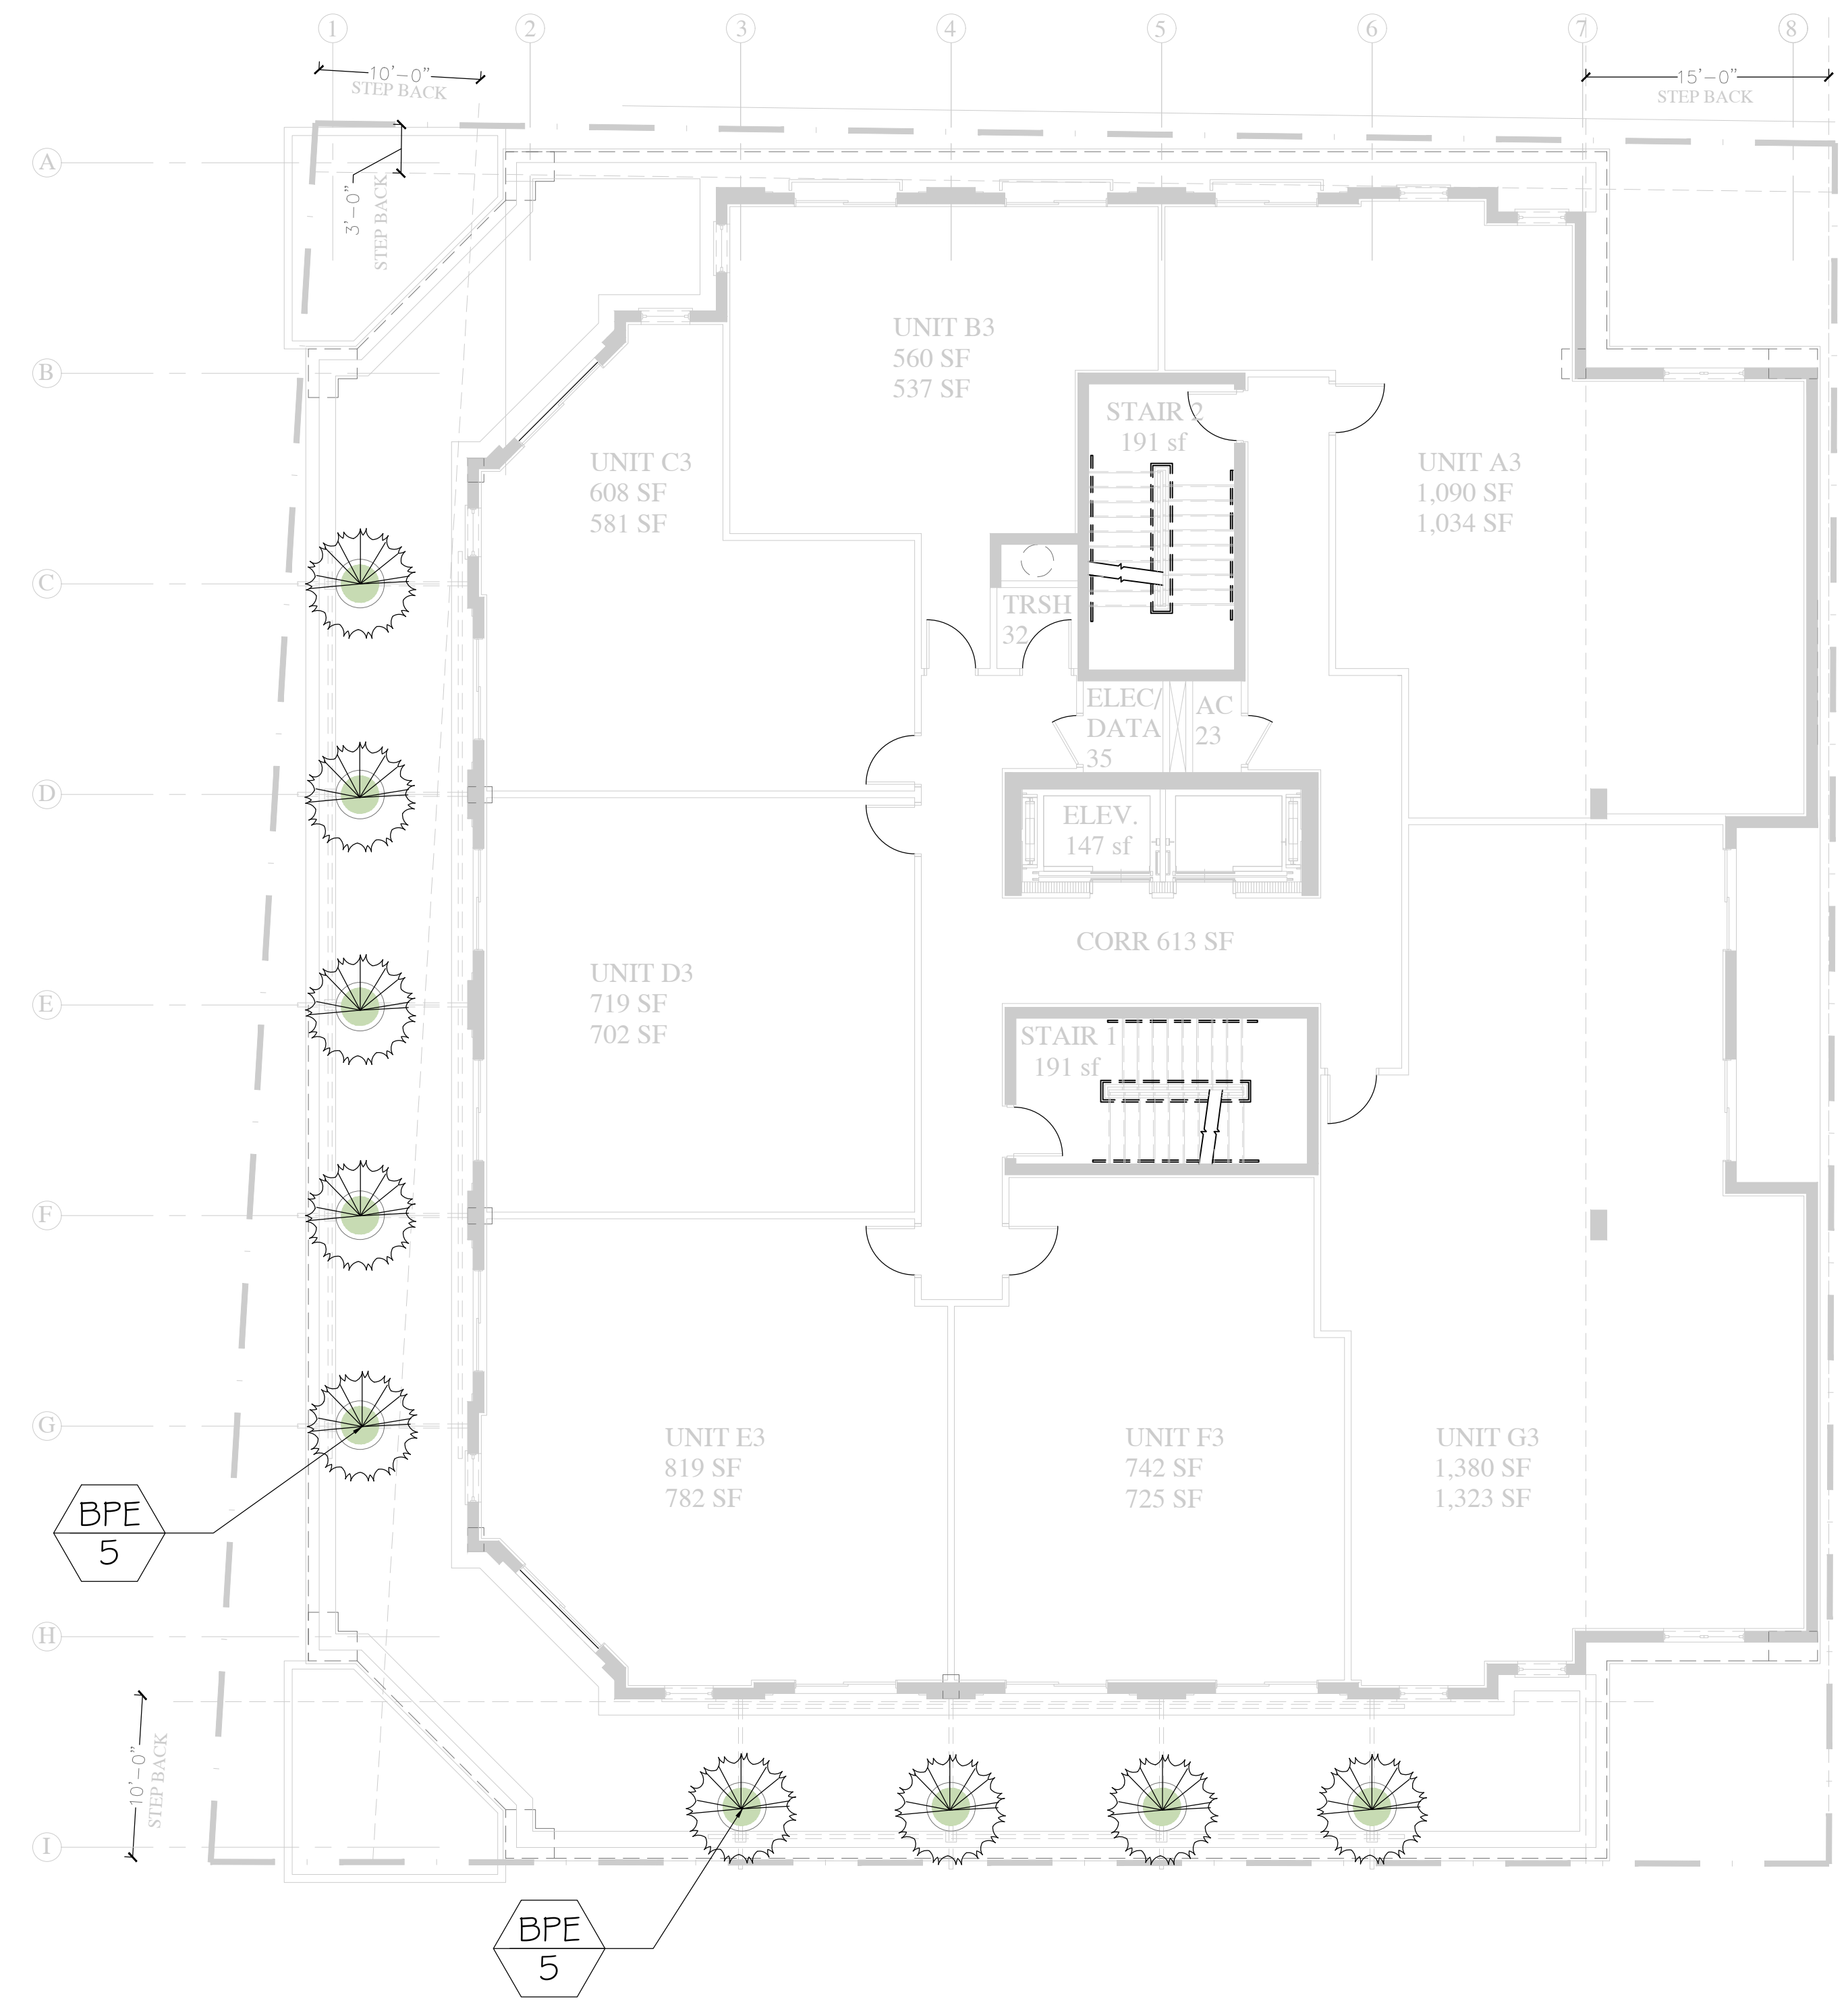 1
2
3
4
5
6
7
8
10'-0"
STEP BACK
15'-0"
STEP BACK
A
3'-0"
STEP BACK
UNIT B3
560 SF
537 SF
B
STAIR 2
191 sf
UNIT C3
608 SF
581 SF
UNIT A3
1,090 SF
1,034 SF
C
TRSH
32
ELEC/
DATA
35
AC
23
D
ELEV.
147 sf
CORR 613 SF
UNIT D3
719 SF
702 SF
E
STAIR 1
191 sf
F
G
UNIT E3
819 SF
782 SF
UNIT F3
742 SF
725 SF
UNIT G3
1,380 SF
1,323 SF
BPE
5
H
10'-0"
STEP BACK
I
BPE
5